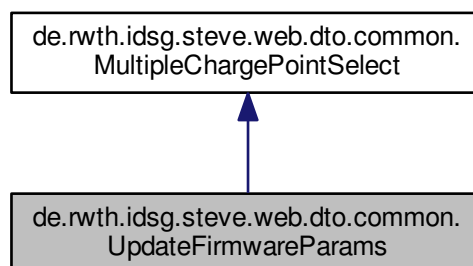 de.rwth.idsg.steve.web.dto.common.
MultipleChargePointSelect
de.rwth.idsg.steve.web.dto.common.
UpdateFirmwareParams